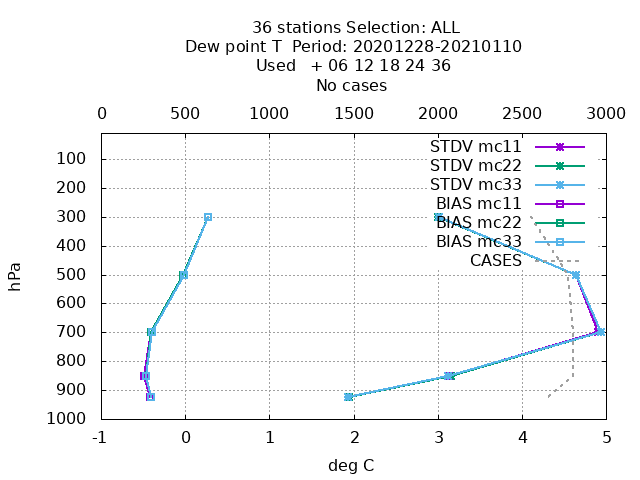 36 stations Selection: ALL
Dew point T  Period: 20201228-20210110
Used   + 06 12 18 24 36
No cases
0 500 1000 1500 2000 2500 3000
STDV mc11
STDV mc22
STDV mc33
BIAS mc11
BIAS mc22
BIAS mc33
CASES
100
200
300
400
500
600
700
800
900
1000
hPa
-1 0 1 2 3 4 5
deg C